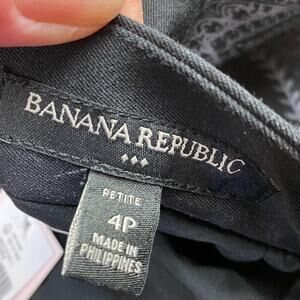 BANANA REPUBLIC
PETITE
4P
MADE IN
PHILIPPINES